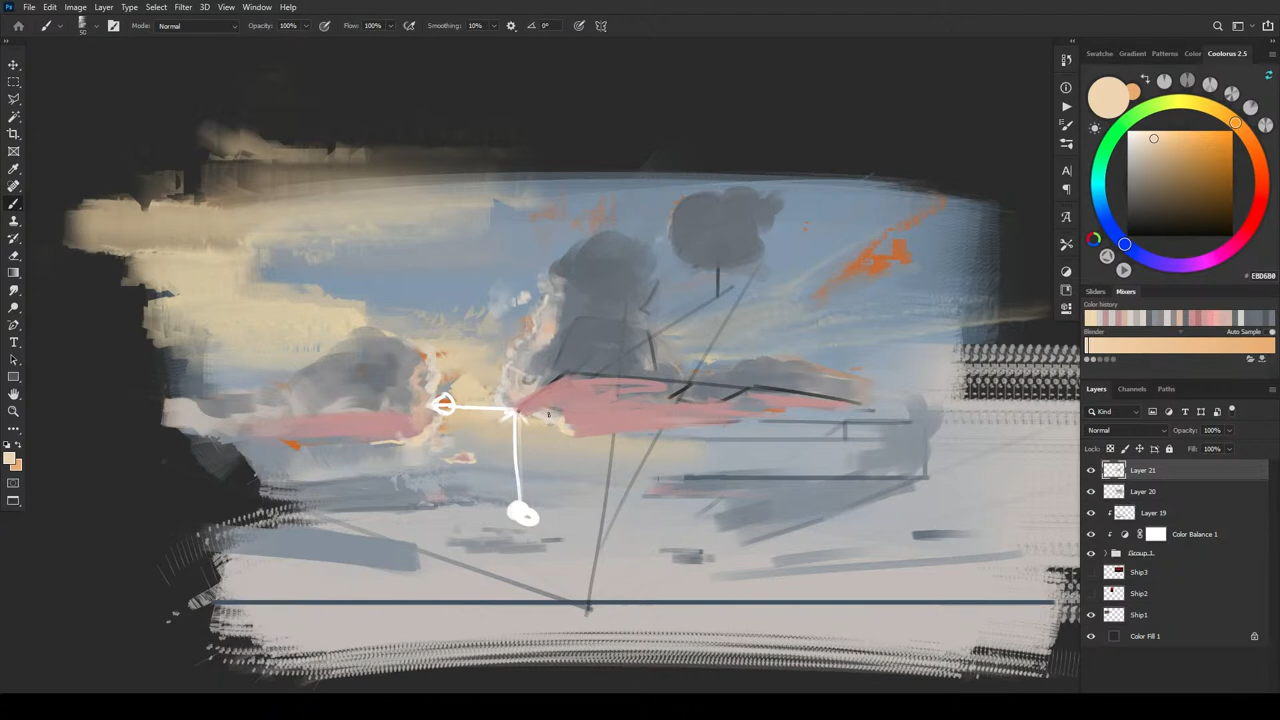 File Edit Image Layer Type Select Filter 3D View Window Help
50 Mode: Normal Opacity: 100% Flow: 100% Smoothing: 10% 0°
Swatche Gradient Patterns Color Coolorus 2.5
# EBD6B0
Sliders Mixers
Color history
Blender Auto Sample
Layers Channels Paths
Kind
Normal Opacity: 100%
Lock: Fill: 100%
Layer 21
Layer 20
Layer 19
Color Balance 1
Group 1
Ship3
Ship2
Ship1
Color Fill 1